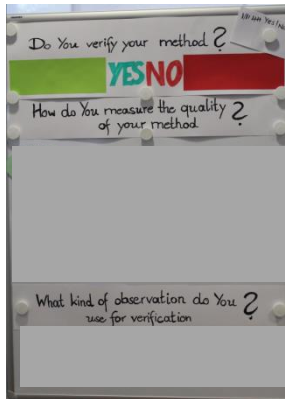 Do You verify your method?
YES NO
How do You measure the quality
of your method?
What kind of observation do You
use for verification?